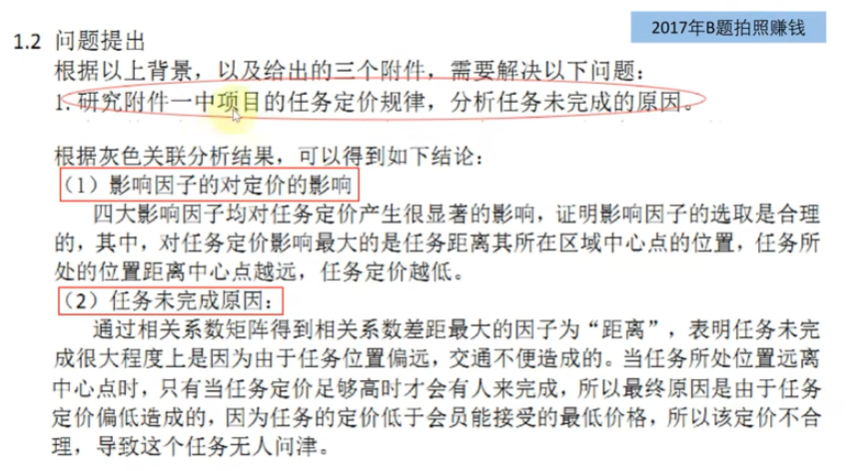 2017年B题拍照赚钱
1.2 问题提出
根据以上背景，以及给出的三个附件，需要解决以下问题：
1. 研究附件一中项目的任务定价规律，分析任务未完成的原因。
根据灰色关联分析结果，可以得到如下结论：
（1）影响因子的对定价的影响
四大影响因子均对任务定价产生很显著的影响，证明影响因子的选取是合理
的，其中，对任务定价影响最大的是任务距离其所在区域中心点的位置，任务所
处的位置距离中心点越远，任务定价越低。
（2）任务未完成原因：
通过相关系数矩阵得到相关系数差距最大的因子为“距离”，表明任务未完
成很大程度上是因为由于任务位置偏远，交通不便造成的。当任务所处位置远离
中心点时，只有当任务定价足够高时才会有人来完成，所以最终原因是由于任务
定价偏低造成的，因为任务的定价低于会员能接受的最低价格，所以该定价不合
理，导致这个任务无人问津。